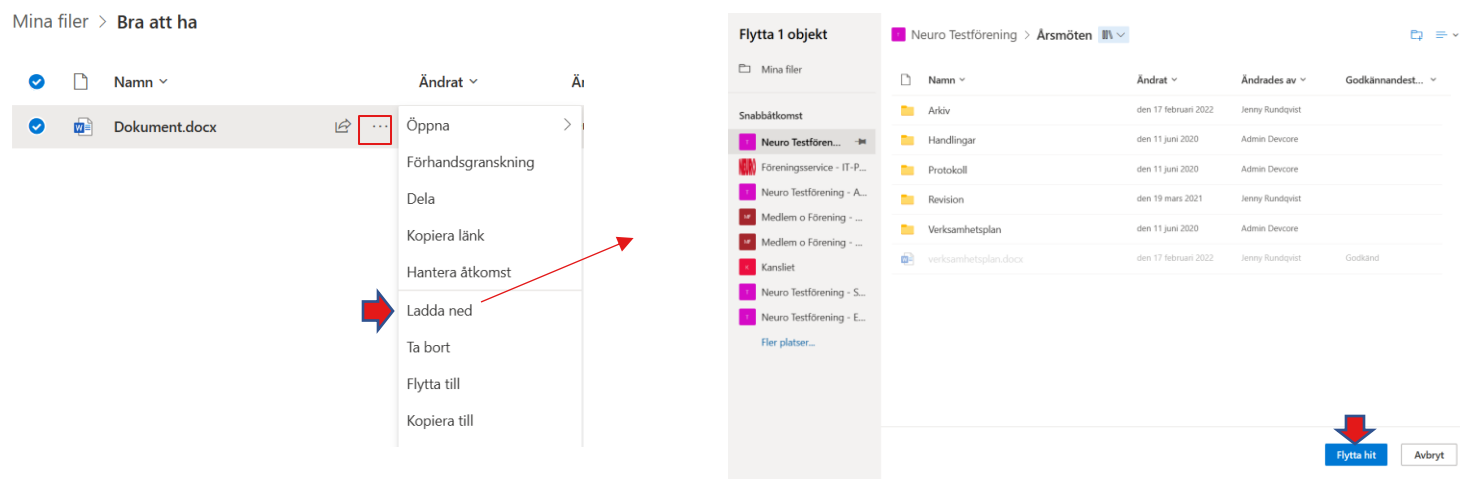 Mina filer > Bra att ha
Namn
Ändrat
Än
Dokument.docx
Öppna
Förhandsgranskning
Dela
Kopiera länk
Hantera åtkomst
Ladda ned
Ta bort
Flytta till
Kopiera till
Flytta 1 objekt
Mina filer
Snabbåtkomst
Neuro Testfören...
Föreningsservice - IT-P...
Neuro Testförening - A...
Medlem o Förening - ...
Medlem o Förening - ...
Kansliet
Neuro Testförening - S...
Neuro Testförening - E...
Fler platser...
Neuro Testförening > Årsmöten
Namn Ändrat Ändrades av Godkännandest...
Arkiv den 17 februari 2022 Jenny Rundqvist
Handlingar den 11 juni 2020 Admin Devcore
Protokoll den 11 juni 2020 Admin Devcore
Revision den 19 mars 2021 Jenny Rundqvist
Verksamhetsplan den 11 juni 2020 Admin Devcore
verksamhetsplan.docx den 17 februari 2022 Jenny Rundqvist Godkänd
Flytta hit Avbryt